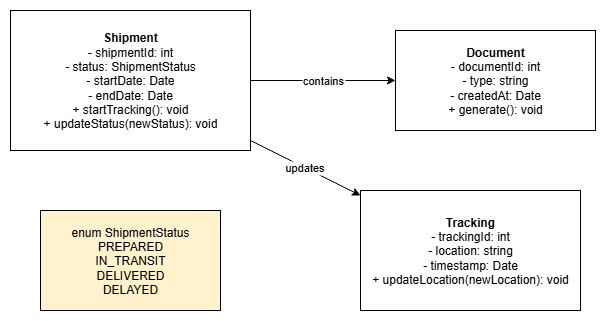 Shipment
- shipmentId: int
- status: ShipmentStatus
- startDate: Date
- endDate: Date
+ startTracking(): void
+ updateStatus(newStatus): void
contains
Document
- documentId: int
- type: string
- createdAt: Date
+ generate(): void
updates
Tracking
- trackingId: int
- location: string
- timestamp: Date
+ updateLocation(newLocation): void
enum ShipmentStatus
PREPARED
IN_TRANSIT
DELIVERED
DELAYED